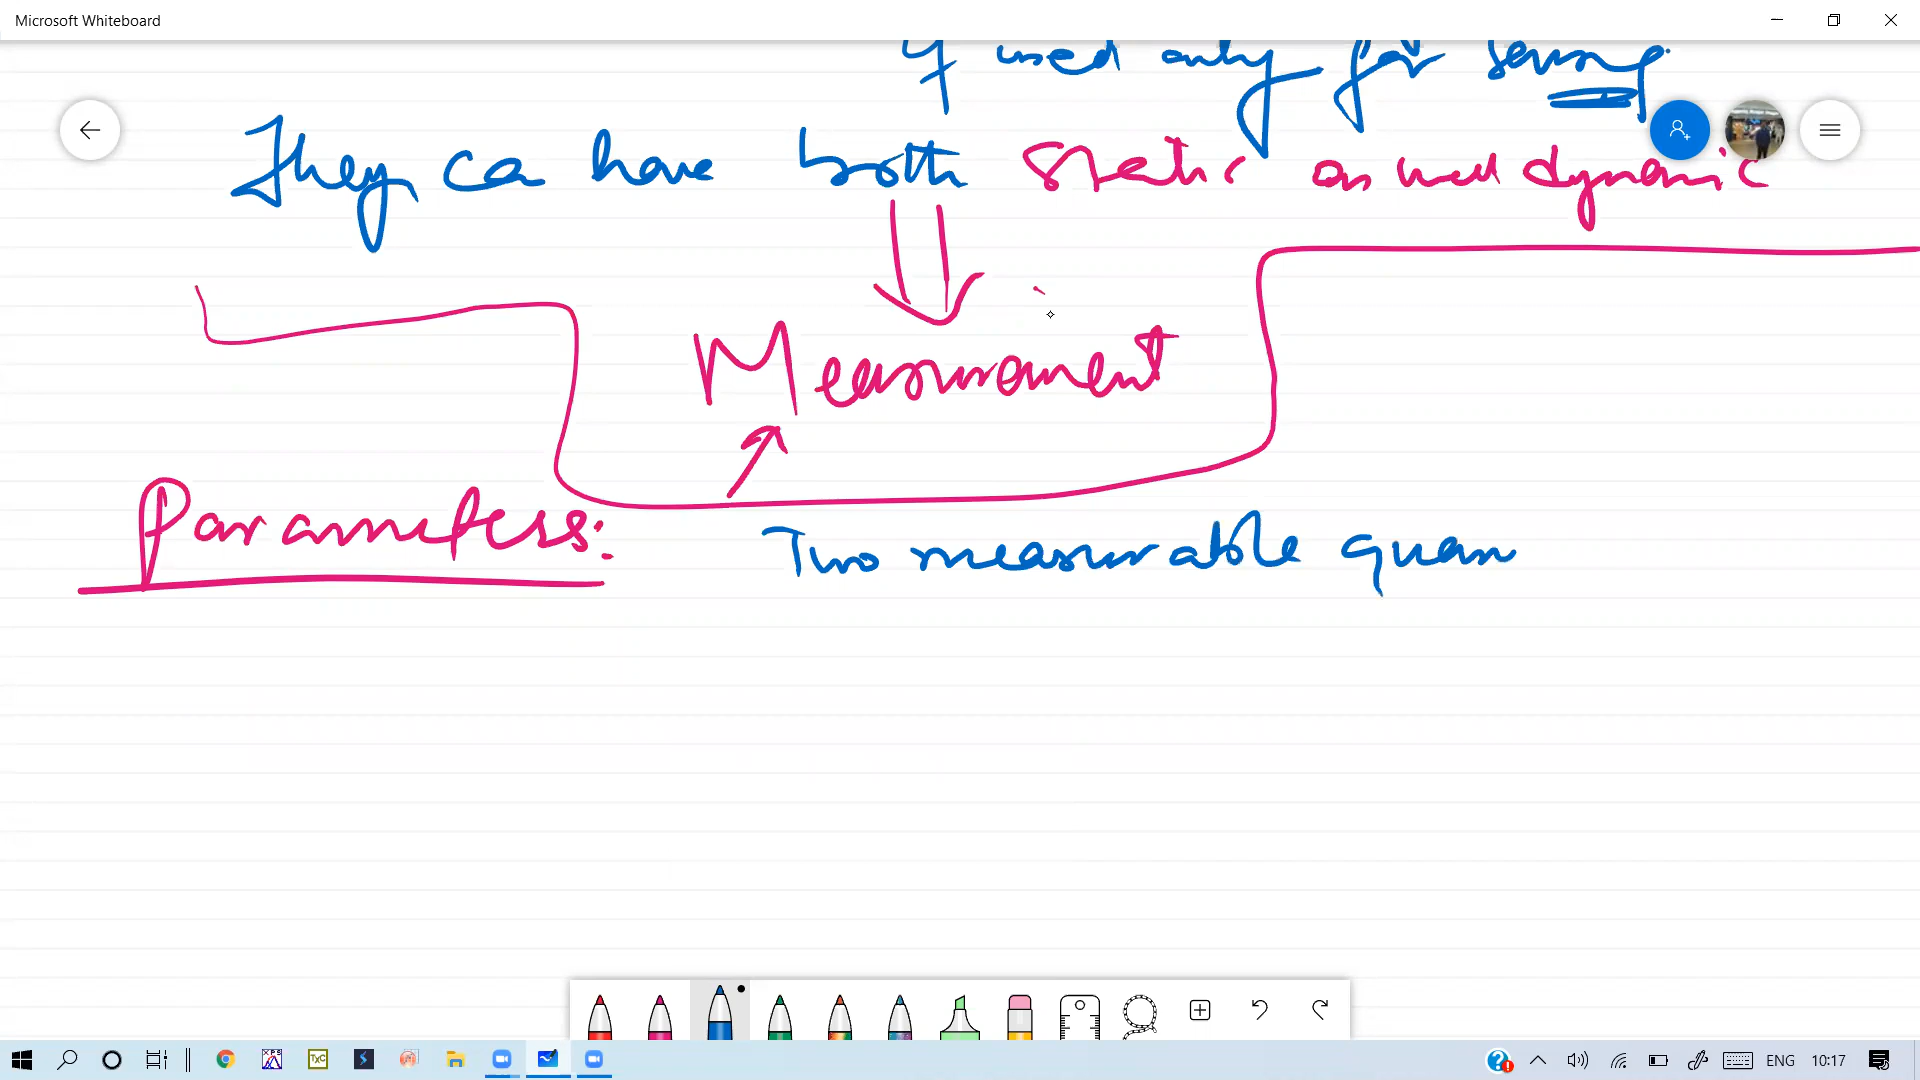 Microsoft Whiteboard
if used only for sensing.
They can have both static as well dynamic
Measurement
Parameters:
Two measurable quan
ENG
10:17